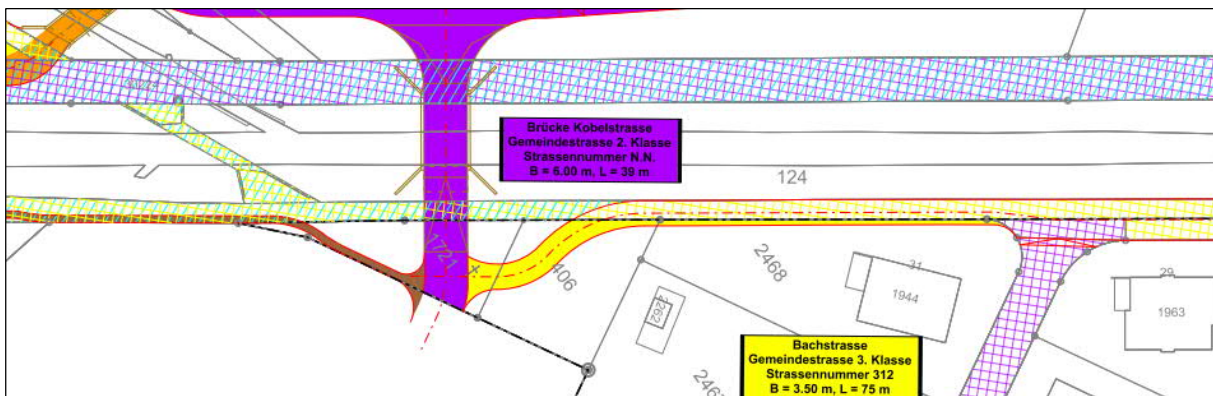 Brücke Kobelstrasse
Gemeindestrasse 2. Klasse
Strassennummer N.N.
B = 6.00 m, L = 39 m
124
1721
406
2468
31
1944
29
1963
2262
Bachstrasse
Gemeindestrasse 3. Klasse
Strassennummer 312
B = 3.50 m, L = 75 m